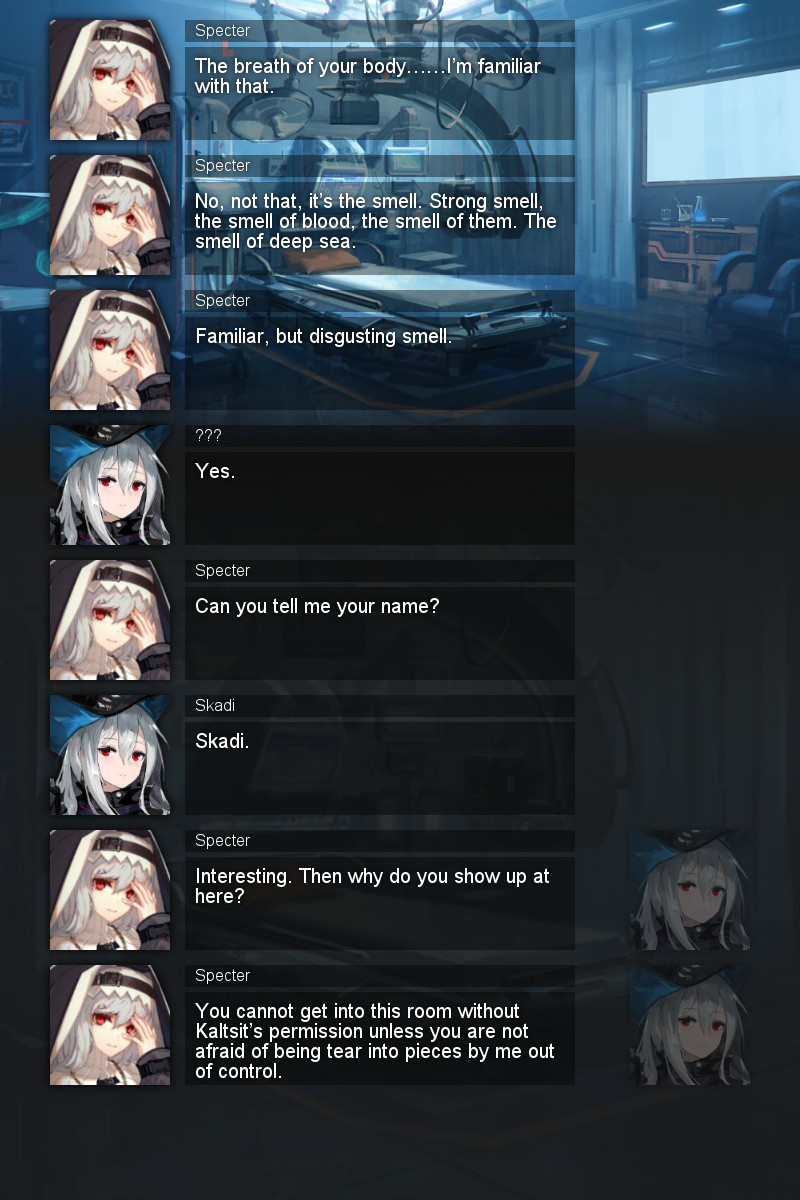 Specter
The breath of your body......I'm familiar
with that.
Specter
No, not that, it's the smell. Strong smell,
the smell of blood, the smell of them. The
smell of deep sea.
Specter
Familiar, but disgusting smell.
???
Yes.
Specter
Can you tell me your name?
Skadi
Skadi.
Specter
Interesting. Then why do you show up at
here?
Specter
You cannot get into this room without
Kaltsit's permission unless you are not
afraid of being tear into pieces by me out
of control.